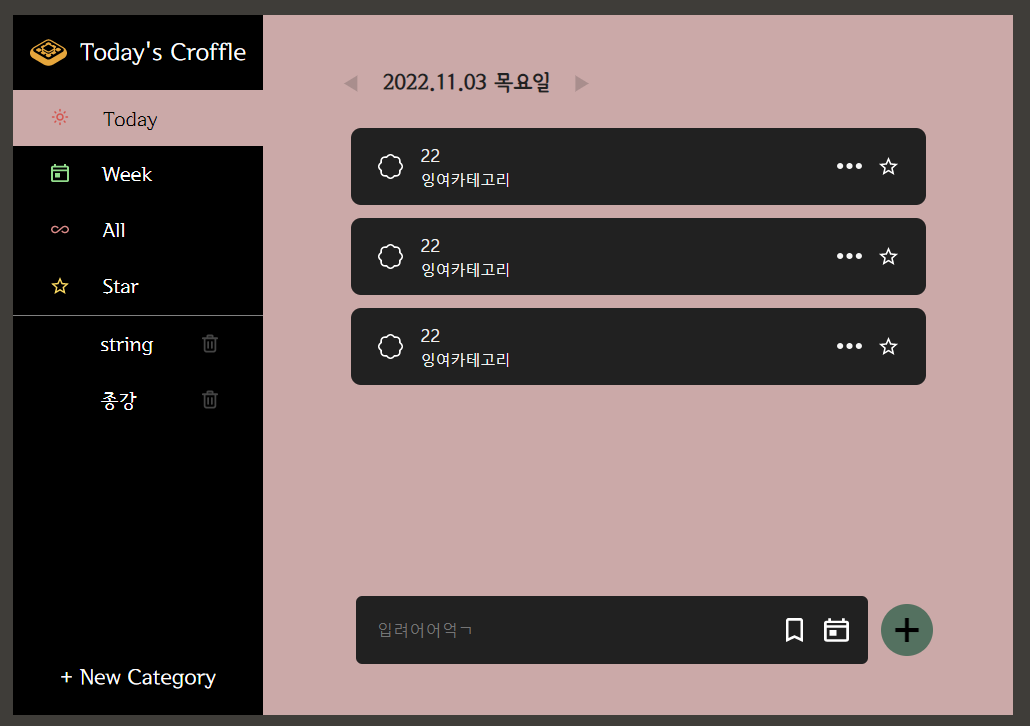 Today's Croffle
Today
Week
All
Star
string
종강
+ New Category
2022.11.03 목요일
22
잉여카테고리
22
잉여카테고리
22
잉여카테고리
입려어어억ㄱ